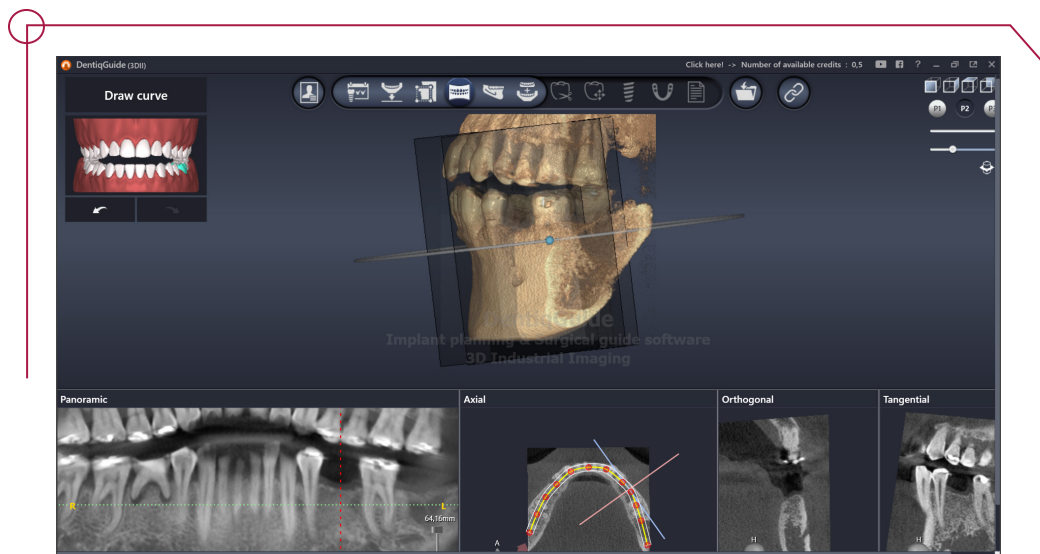 DentiqGuide (3DII)
Click here! -> Number of available credits : 0,5
Draw curve
P1
P2
Implant planning & Surgical guide software
3D Industrial Imaging
Panoramic
Axial
Orthogonal
Tangential
R
L
64,16mm
A
H
H